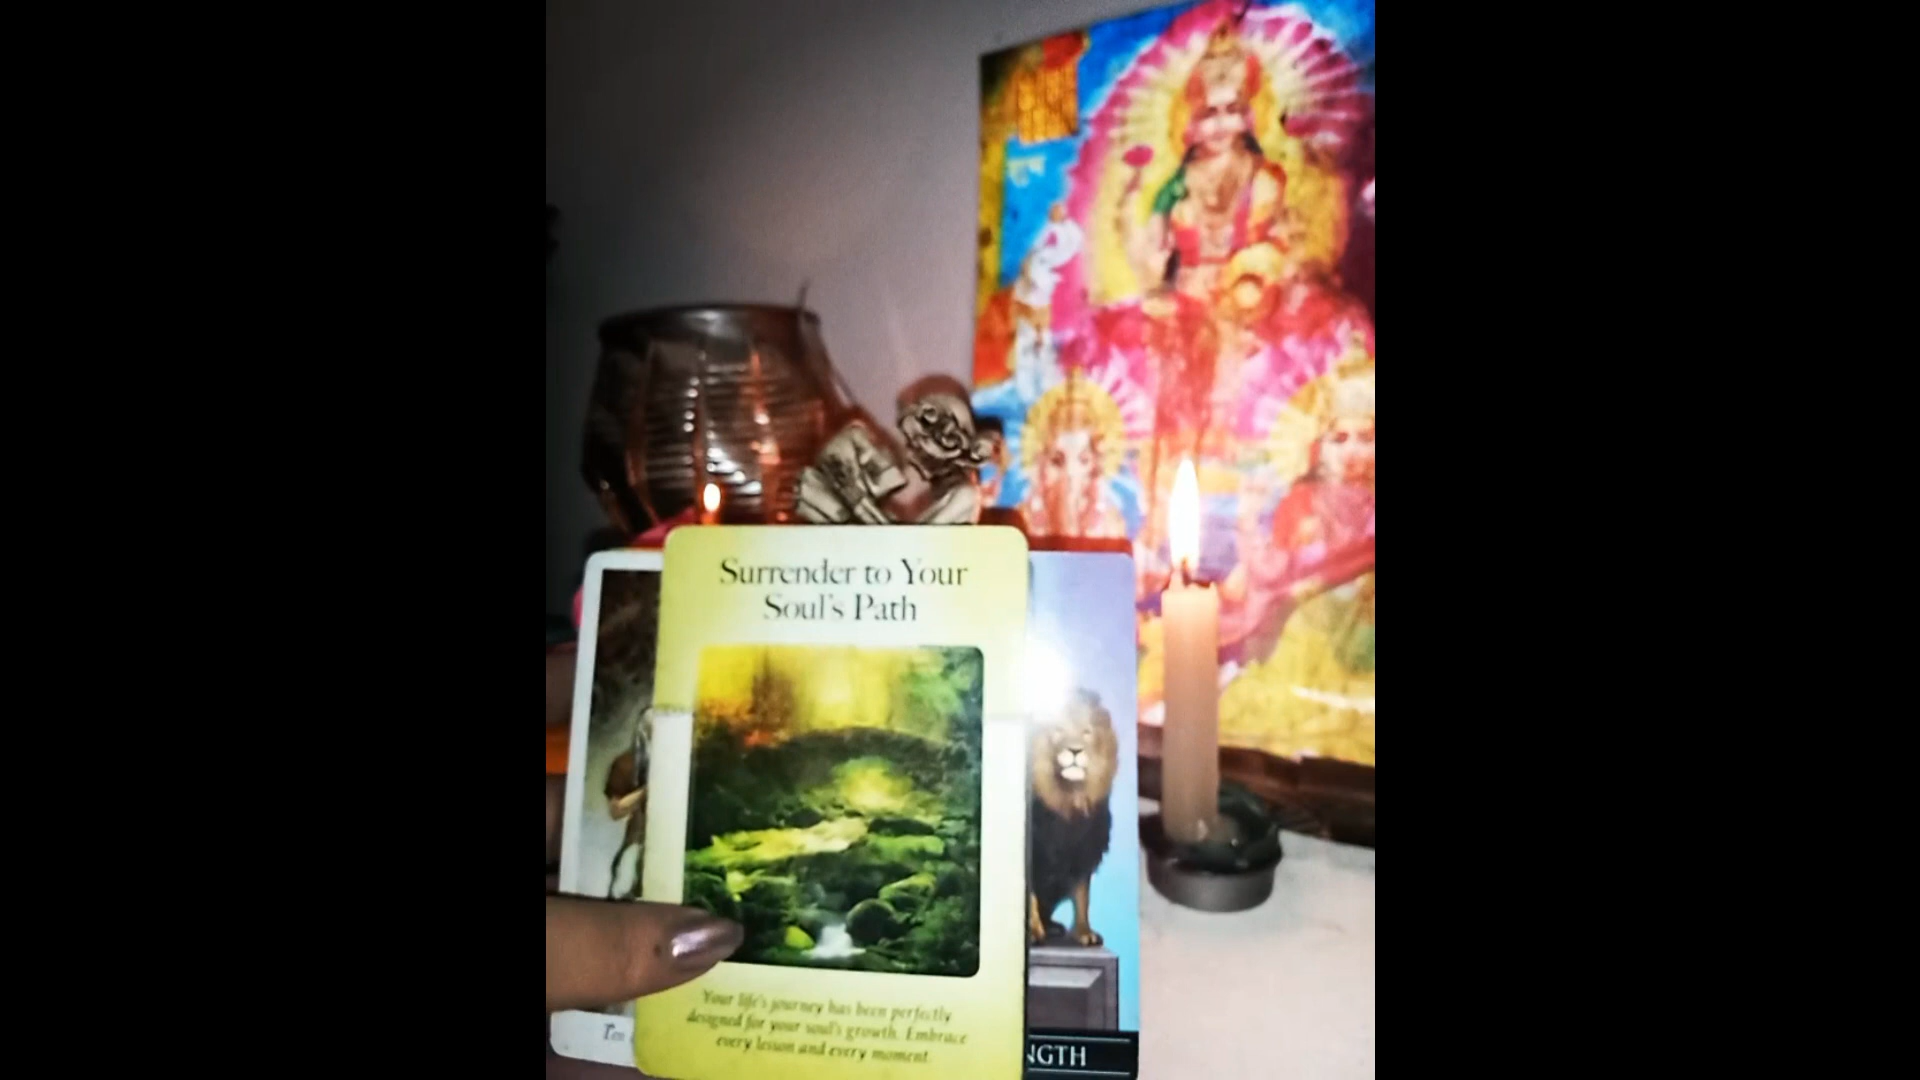 Surrender to Your
Soul's Path
Your life's journey has been perfectly
designed for your soul's growth. Embrace
every lesson and every moment.
Ten
NGTH